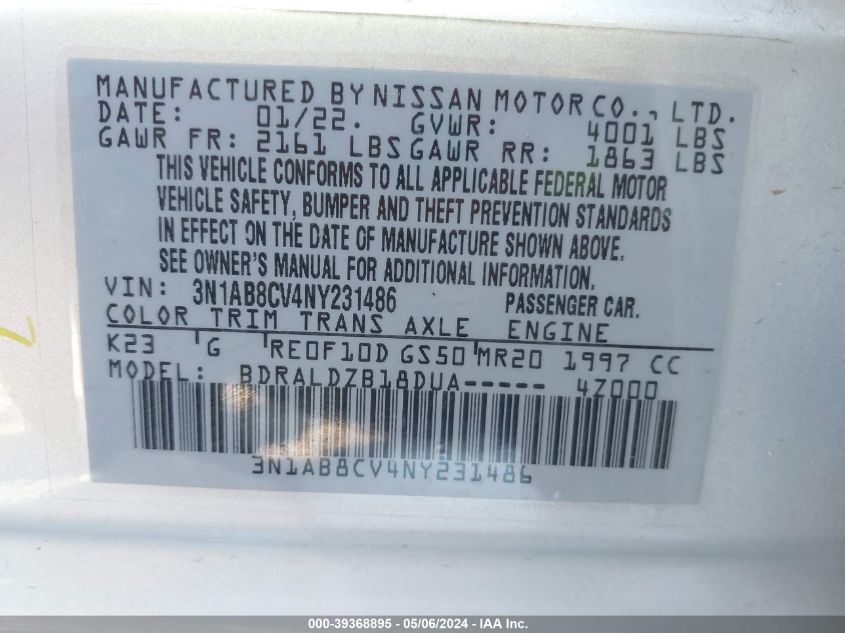 MANUFACTURED BY NISSAN MOTOR CO., LTD.
DATE: 01/22. GVWR: 4001 LBS
GAWR FR: 2161 LBS GAWR RR: 1863 LBS
THIS VEHICLE CONFORMS TO ALL APPLICABLE FEDERAL MOTOR
VEHICLE SAFETY, BUMPER AND THEFT PREVENTION STANDARDS
IN EFFECT ON THE DATE OF MANUFACTURE SHOWN ABOVE.
SEE OWNER'S MANUAL FOR ADDITIONAL INFORMATION.
VIN: 3N1AB8CV4NY231486 PASSENGER CAR.
COLOR TRIM TRANS AXLE ENGINE
K23 G RE0F10D GS50 MR20 1997 CC
MODEL: BDRALDZB18DUA----- 4Z000
3N1AB8CV4NY231486
000-39368895 - 05/06/2024 - IAA Inc.